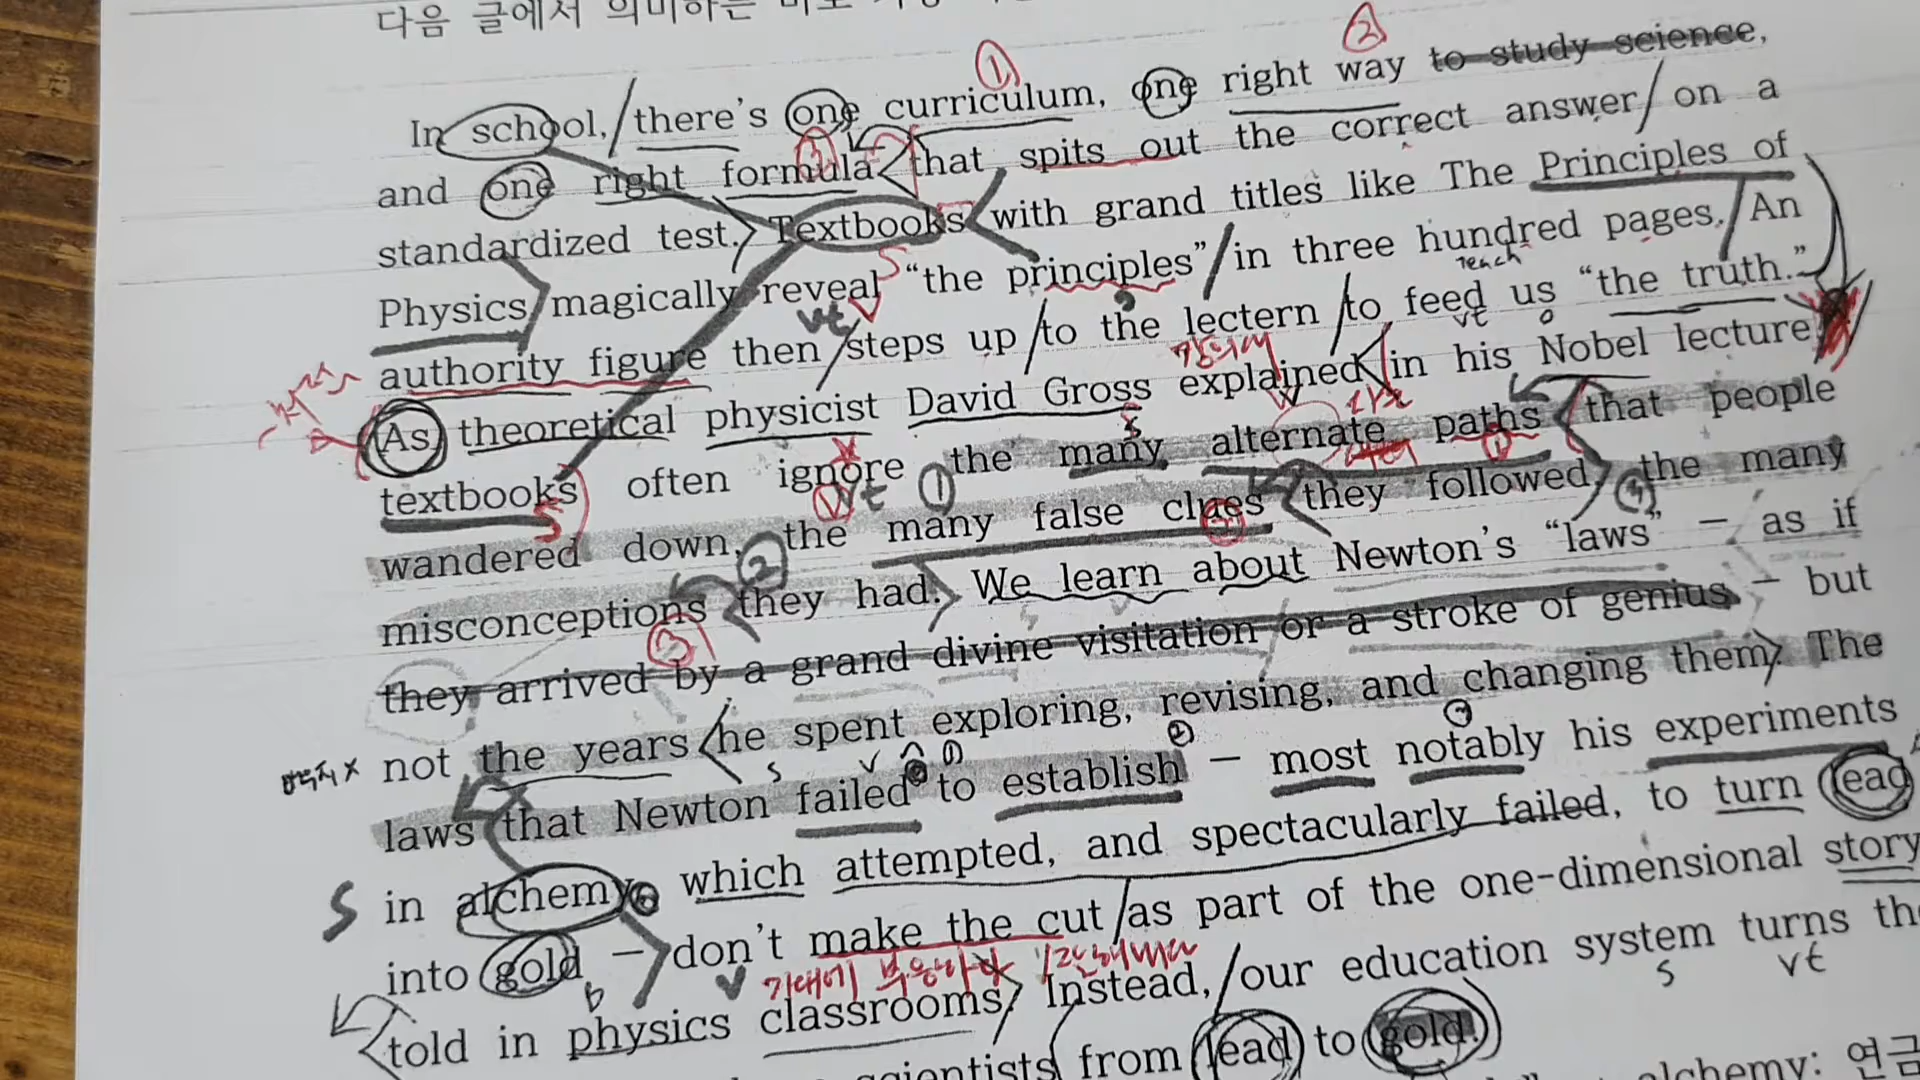 다음 글에서 의미하는
In school, there's one curriculum, one right way to study science,
and one right formula that spits out the correct answer on a
standardized test. Textbooks with grand titles like The Principles of
Physics magically reveal “the principles” in three hundred pages. An
teach
vt
authority figure then steps up to the lectern to feed us “the truth.”
vt o
As theoretical physicist David Gross explained in his Nobel lecture,
textbooks often ignore the many alternate paths that people
S vt ①
wandered down, the many false clues they followed, the many
②
misconceptions they had. We learn about Newton's “laws” — as if
they arrived by a grand divine visitation or a stroke of genius — but
not the years he spent exploring, revising, and changing them. The
S V
laws that Newton failed to establish — most notably his experiments
S in alchemy, which attempted, and spectacularly failed, to turn lead
into gold — don't make the cut as part of the one-dimensional story
V
told in physics classrooms. Instead, our education system turns the
S vt
scientists from lead to gold.
alchemy: 연금